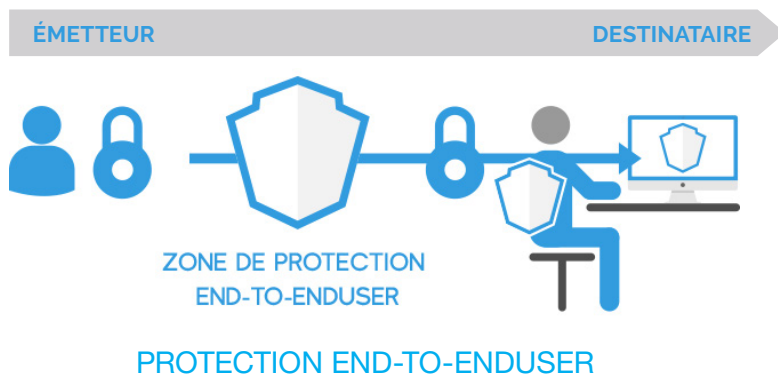 ÉMETTEUR
DESTINATAIRE
ZONE DE PROTECTION
END-TO-ENDUSER
PROTECTION END-TO-ENDUSER